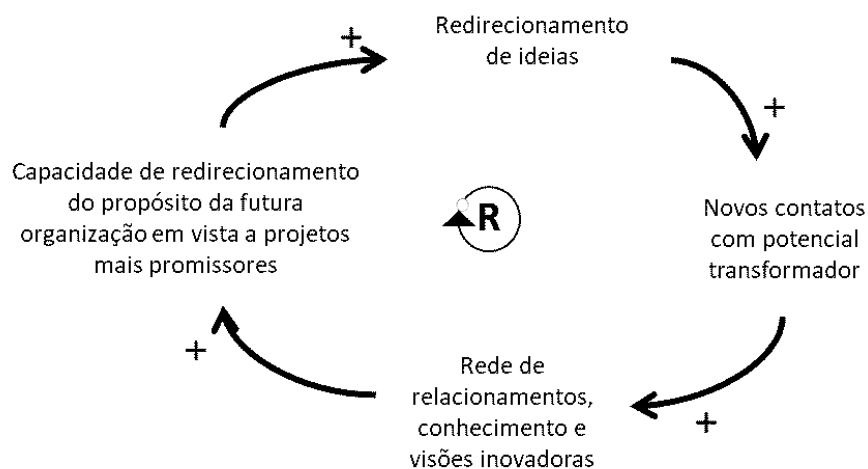 +
Redirecionamento
de ideias
+
Capacidade de redirecionamento
do propósito da futura
organização em vista a projetos
mais promissores
R
Novos contatos
com potencial
transformador
+
Rede de
relacionamentos,
conhecimento e
visões inovadoras
+